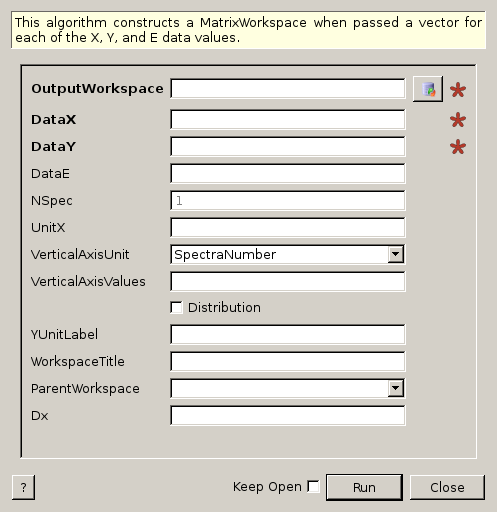 This algorithm constructs a MatrixWorkspace when passed a vector for
each of the X, Y, and E data values.
OutputWorkspace
DataX
DataY
DataE
NSpec 1
UnitX
VerticalAxisUnit SpectraNumber
VerticalAxisValues
Distribution
YUnitLabel
WorkspaceTitle
ParentWorkspace
Dx
? Keep Open Run Close